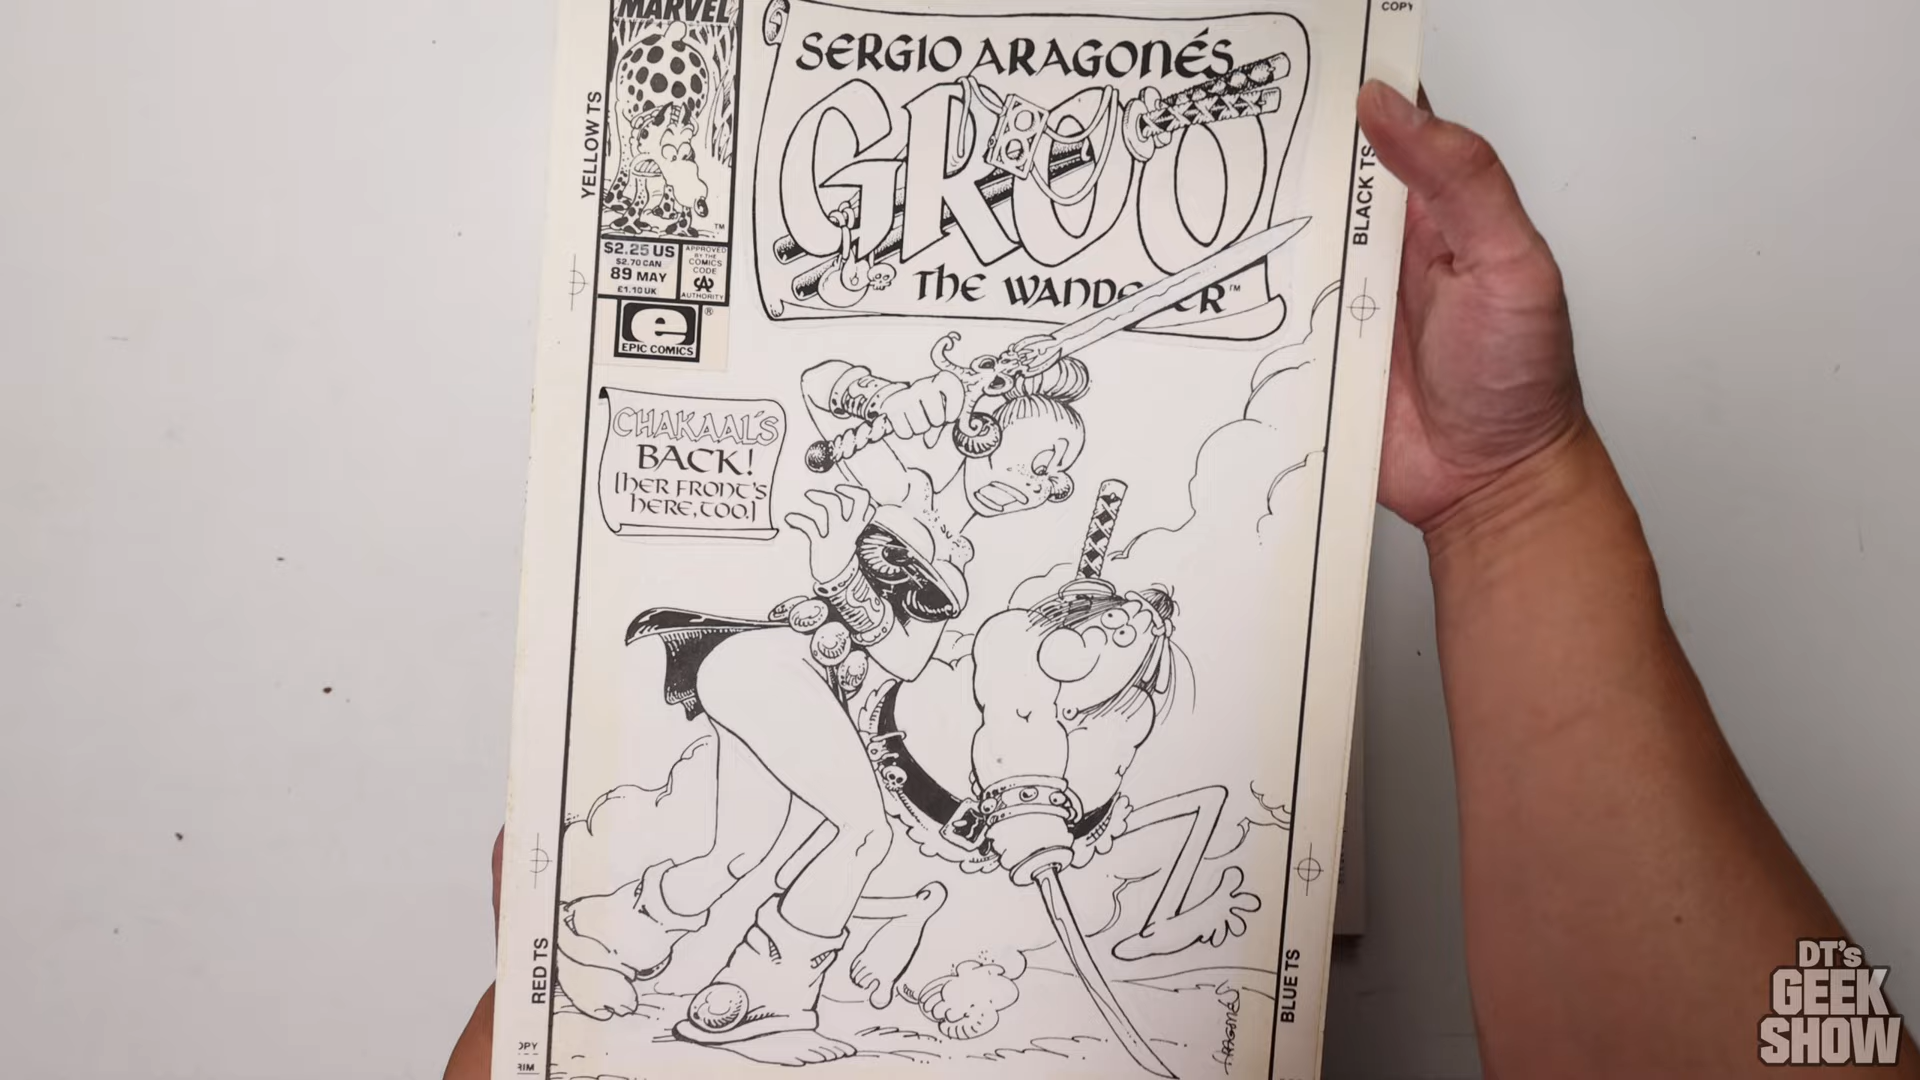 MARVEL
COPY
SERGIO ARAGONÉS
GROO
THE WANDERER™
YELLOW TS
BLACK TS
TM
$2.25 US
$2.70 CAN
89 MAY
£1.10 UK
APPROVED
BY THE
COMICS
CODE
CA
AUTHORITY
e®
EPIC COMICS
CHAKAAL'S
BACK!
[HER FRONT'S
HERE, TOO.]
RED TS
BLUE TS
ARAGONÉS
DT's
GEEK
SHOW